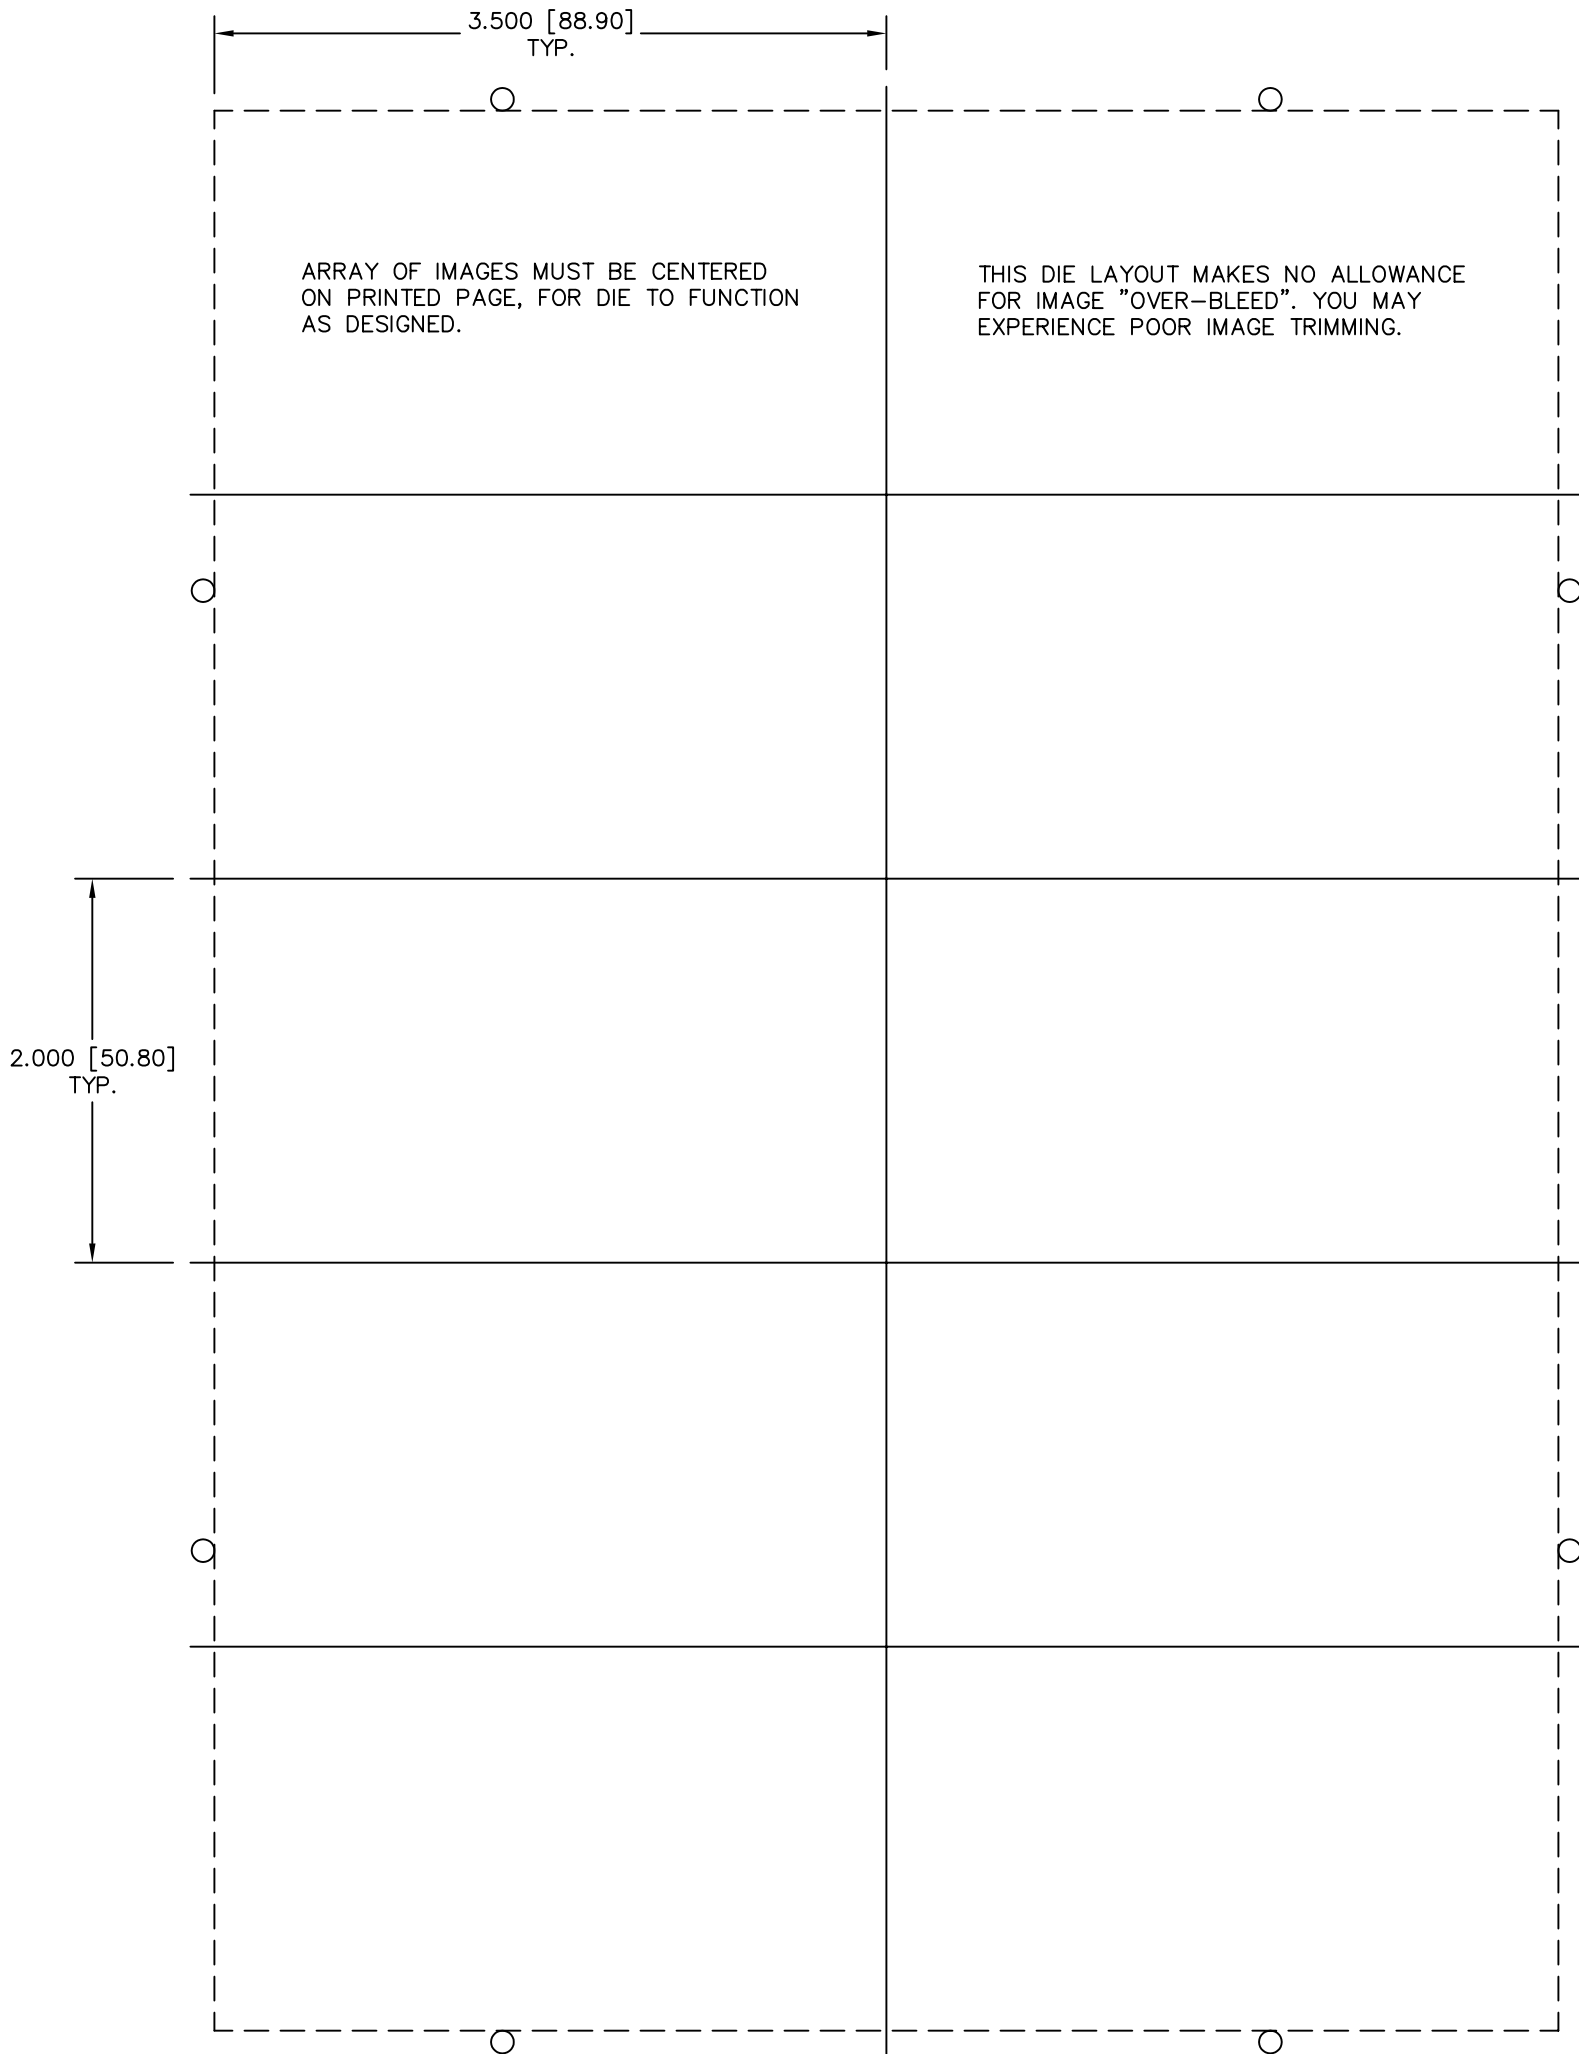 3.500 [88.90]
TYP.
ARRAY OF IMAGES MUST BE CENTERED
ON PRINTED PAGE, FOR DIE TO FUNCTION
AS DESIGNED.
THIS DIE LAYOUT MAKES NO ALLOWANCE
FOR IMAGE "OVER-BLEED". YOU MAY
EXPERIENCE POOR IMAGE TRIMMING.
2.000 [50.80]
TYP.